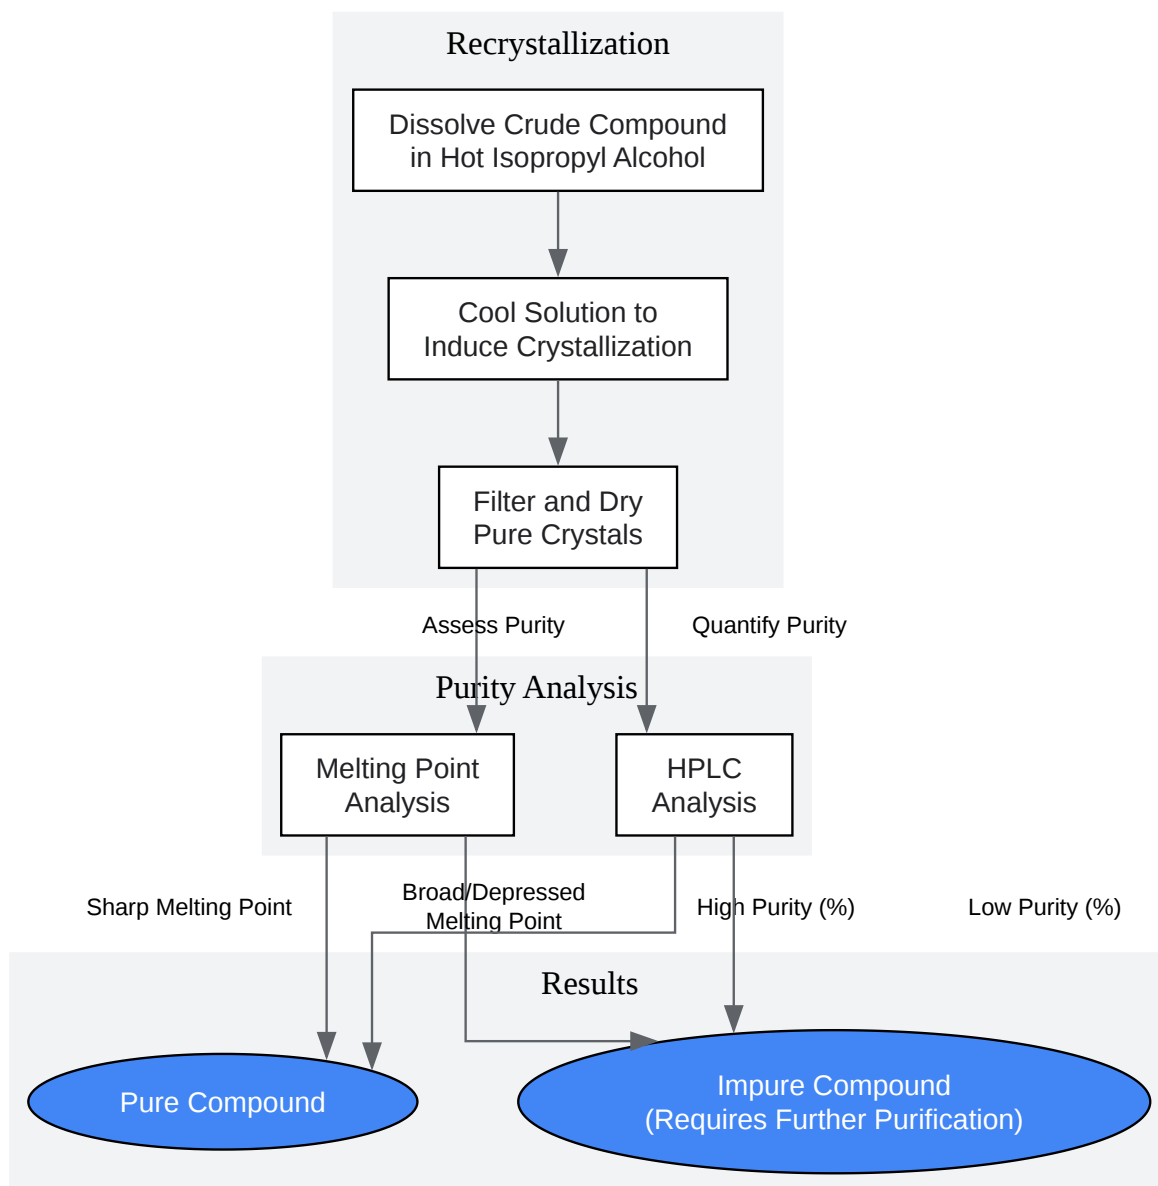 Recrystallization
Dissolve Crude Compound
in Hot Isopropyl Alcohol
Cool Solution to
Induce Crystallization
Filter and Dry
Pure Crystals
Assess Purity
Quantify Purity
Purity Analysis
Melting Point
Analysis
HPLC
Analysis
Sharp Melting Point
Broad/Depressed
Melting Point
High Purity (%)
Low Purity (%)
Results
Pure Compound
Impure Compound
(Requires Further Purification)